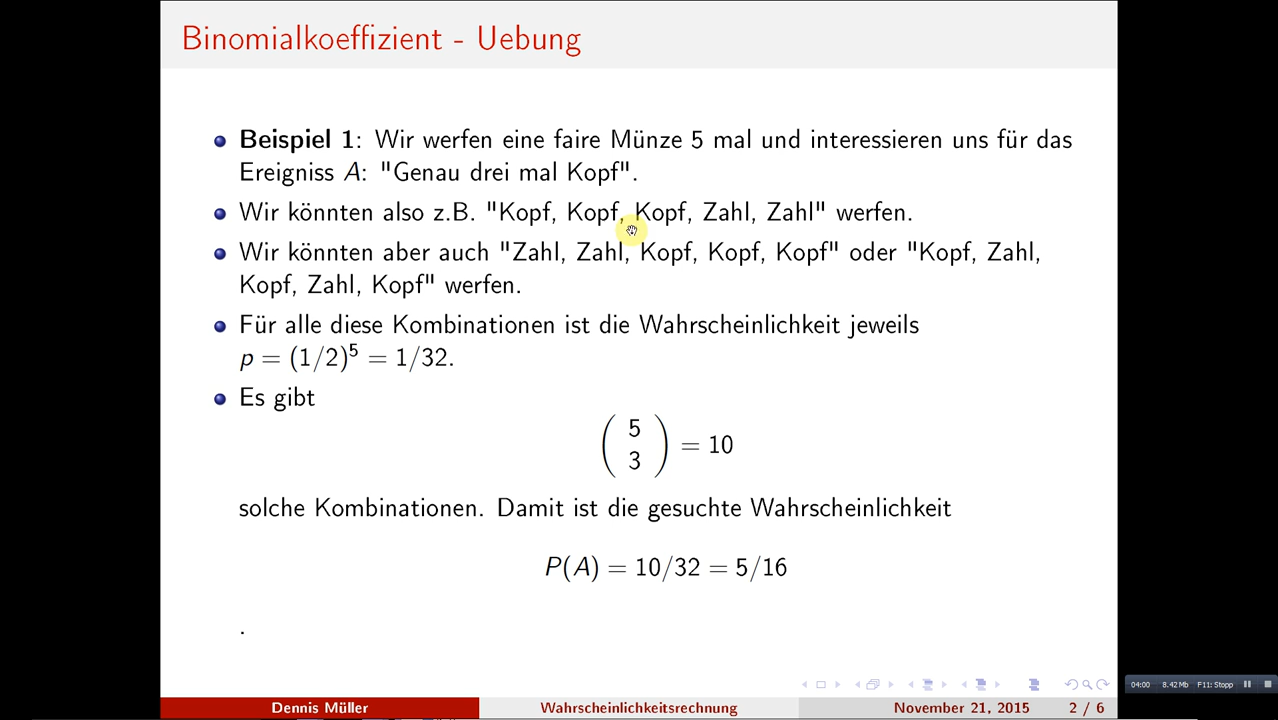 Binomialkoeffizient - Uebung
Beispiel 1: Wir werfen eine faire Münze 5 mal und interessieren uns für das
Ereigniss A: "Genau drei mal Kopf".
Wir könnten also z.B. "Kopf, Kopf, Kopf, Zahl, Zahl" werfen.
Wir könnten aber auch "Zahl, Zahl, Kopf, Kopf, Kopf" oder "Kopf, Zahl,
Kopf, Zahl, Kopf" werfen.
Für alle diese Kombinationen ist die Wahrscheinlichkeit jeweils
p = (1/2)⁵ = 1/32.
Es gibt
( 5
3 ) = 10
solche Kombinationen. Damit ist die gesuchte Wahrscheinlichkeit
P(A) = 10/32 = 5/16
.
Dennis Müller Wahrscheinlichkeitsrechnung November 21, 2015 2 / 6
04:00 8.42 Mb F11: Stopp